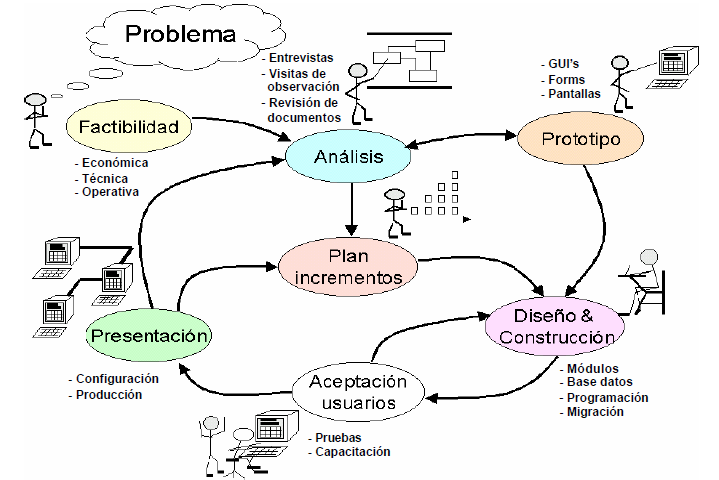 Problema
- Entrevistas
- Visitas de
observación
- Revisión de
documentos
- GUI's
- Forms
- Pantallas
Factibilidad
- Económica
- Técnica
- Operativa
Análisis
Prototipo
Plan
incrementos
Presentación
- Configuración
- Producción
Diseño &
Construcción
- Módulos
- Base datos
- Programación
- Migración
Aceptación
usuarios
- Pruebas
- Capacitación